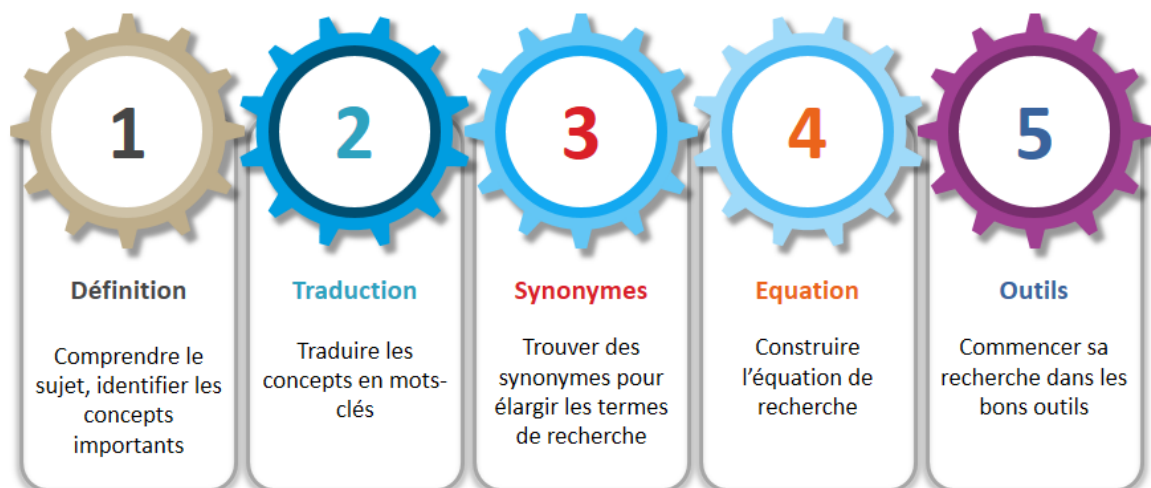 1
Définition
Comprendre le
sujet, identifier les
concepts
importants
2
Traduction
Traduire les
concepts en mots-
clés
3
Synonymes
Trouver des
synonymes pour
élargir les termes
de recherche
4
Equation
Construire
l’équation de
recherche
5
Outils
Commencer sa
recherche dans les
bons outils